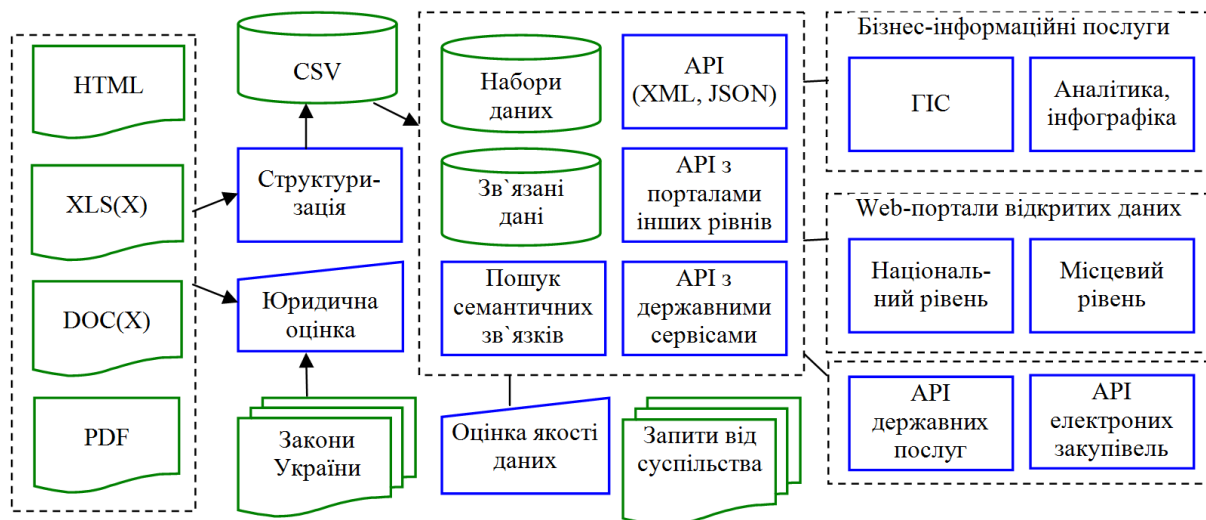 HTML
XLS(X)
DOC(X)
PDF
CSV
Структури-
зація
Юридична
оцінка
Закони
України
Набори
даних
API
(XML, JSON)
Зв`язані
дані
API з
порталами
інших рівнів
Пошук
семантичних
зв`язків
API з
державними
сервісами
Оцінка якості
даних
Запити від
суспільства
Бізнес-інформаційні послуги
ГІС
Аналітика,
інфографіка
Web-портали відкритих даних
Національ-
ний рівень
Місцевий
рівень
API
державних
послуг
API
електроних
закупівель